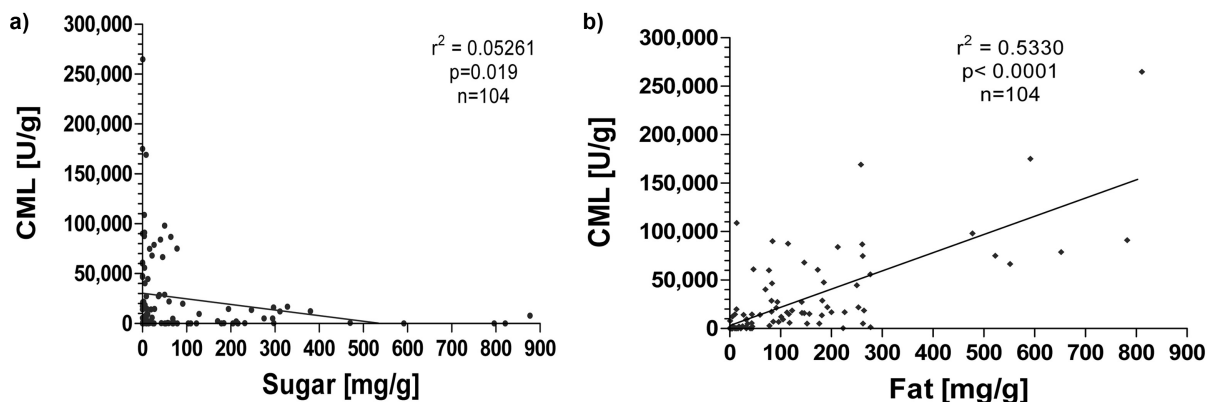 a)
300,000
250,000
200,000
150,000
100,000
50,000
0
CML [U/g]
r² = 0.05261
p=0.019
n=104
0 100 200 300 400 500 600 700 800 900
Sugar [mg/g]
b)
300,000
250,000
200,000
150,000
100,000
50,000
0
CML [U/g]
r² = 0.5330
p< 0.0001
n=104
0 100 200 300 400 500 600 700 800 900
Fat [mg/g]